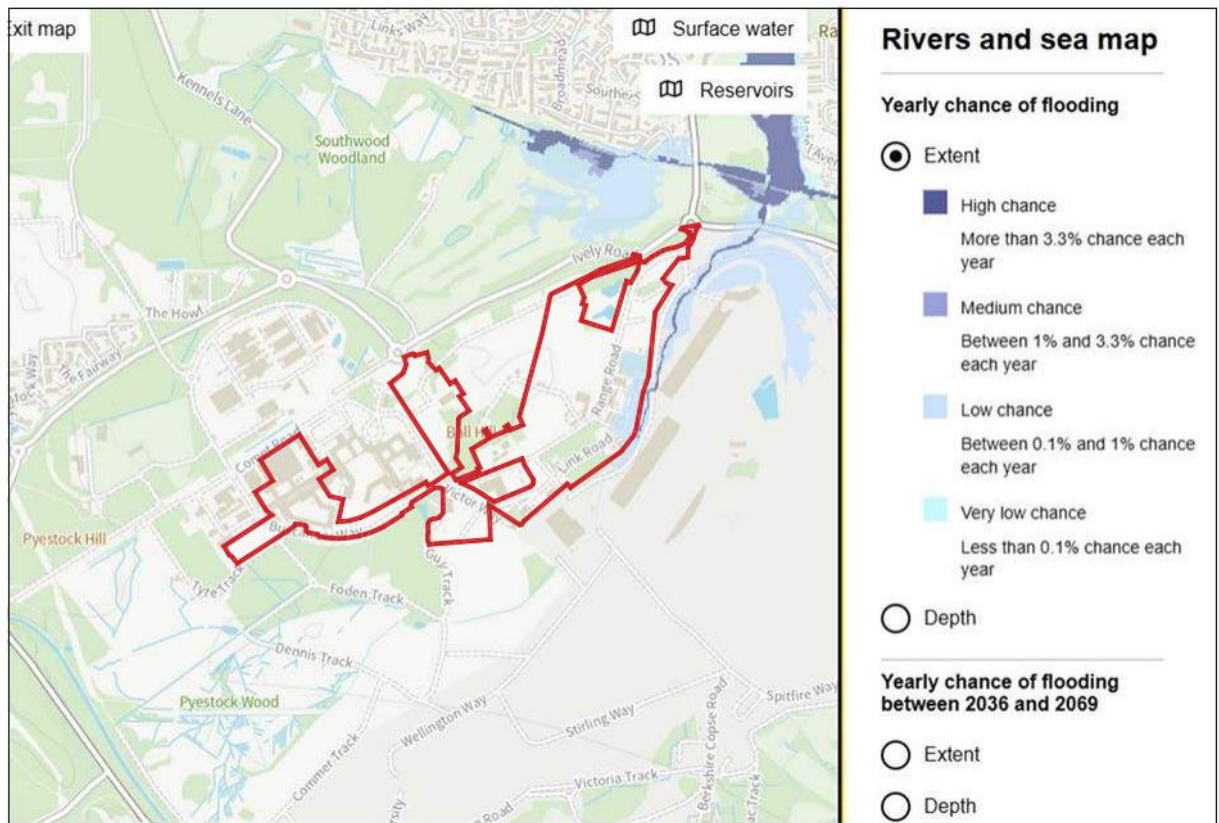 Exit map
Surface water
Reservoirs
Links Way
Kennels Lane
Broadmead
Southwood
Woodland
Ively Road
The Fairway
Ball Hill
Range Road
Link Road
Victor Way
Pyestock Hill
Tyre Track
Guy Track
Foden Track
Dennis Track
Pyestock Wood
Wellington Way
Stirling Way
Spitfire Way
Commer Track
Victoria Track
Berkshire Copse Road
Rivers and sea map
Yearly chance of flooding
Extent
High chance
More than 3.3% chance each
year
Medium chance
Between 1% and 3.3% chance
each year
Low chance
Between 0.1% and 1% chance
each year
Very low chance
Less than 0.1% chance each
year
Depth
Yearly chance of flooding
between 2036 and 2069
Extent
Depth